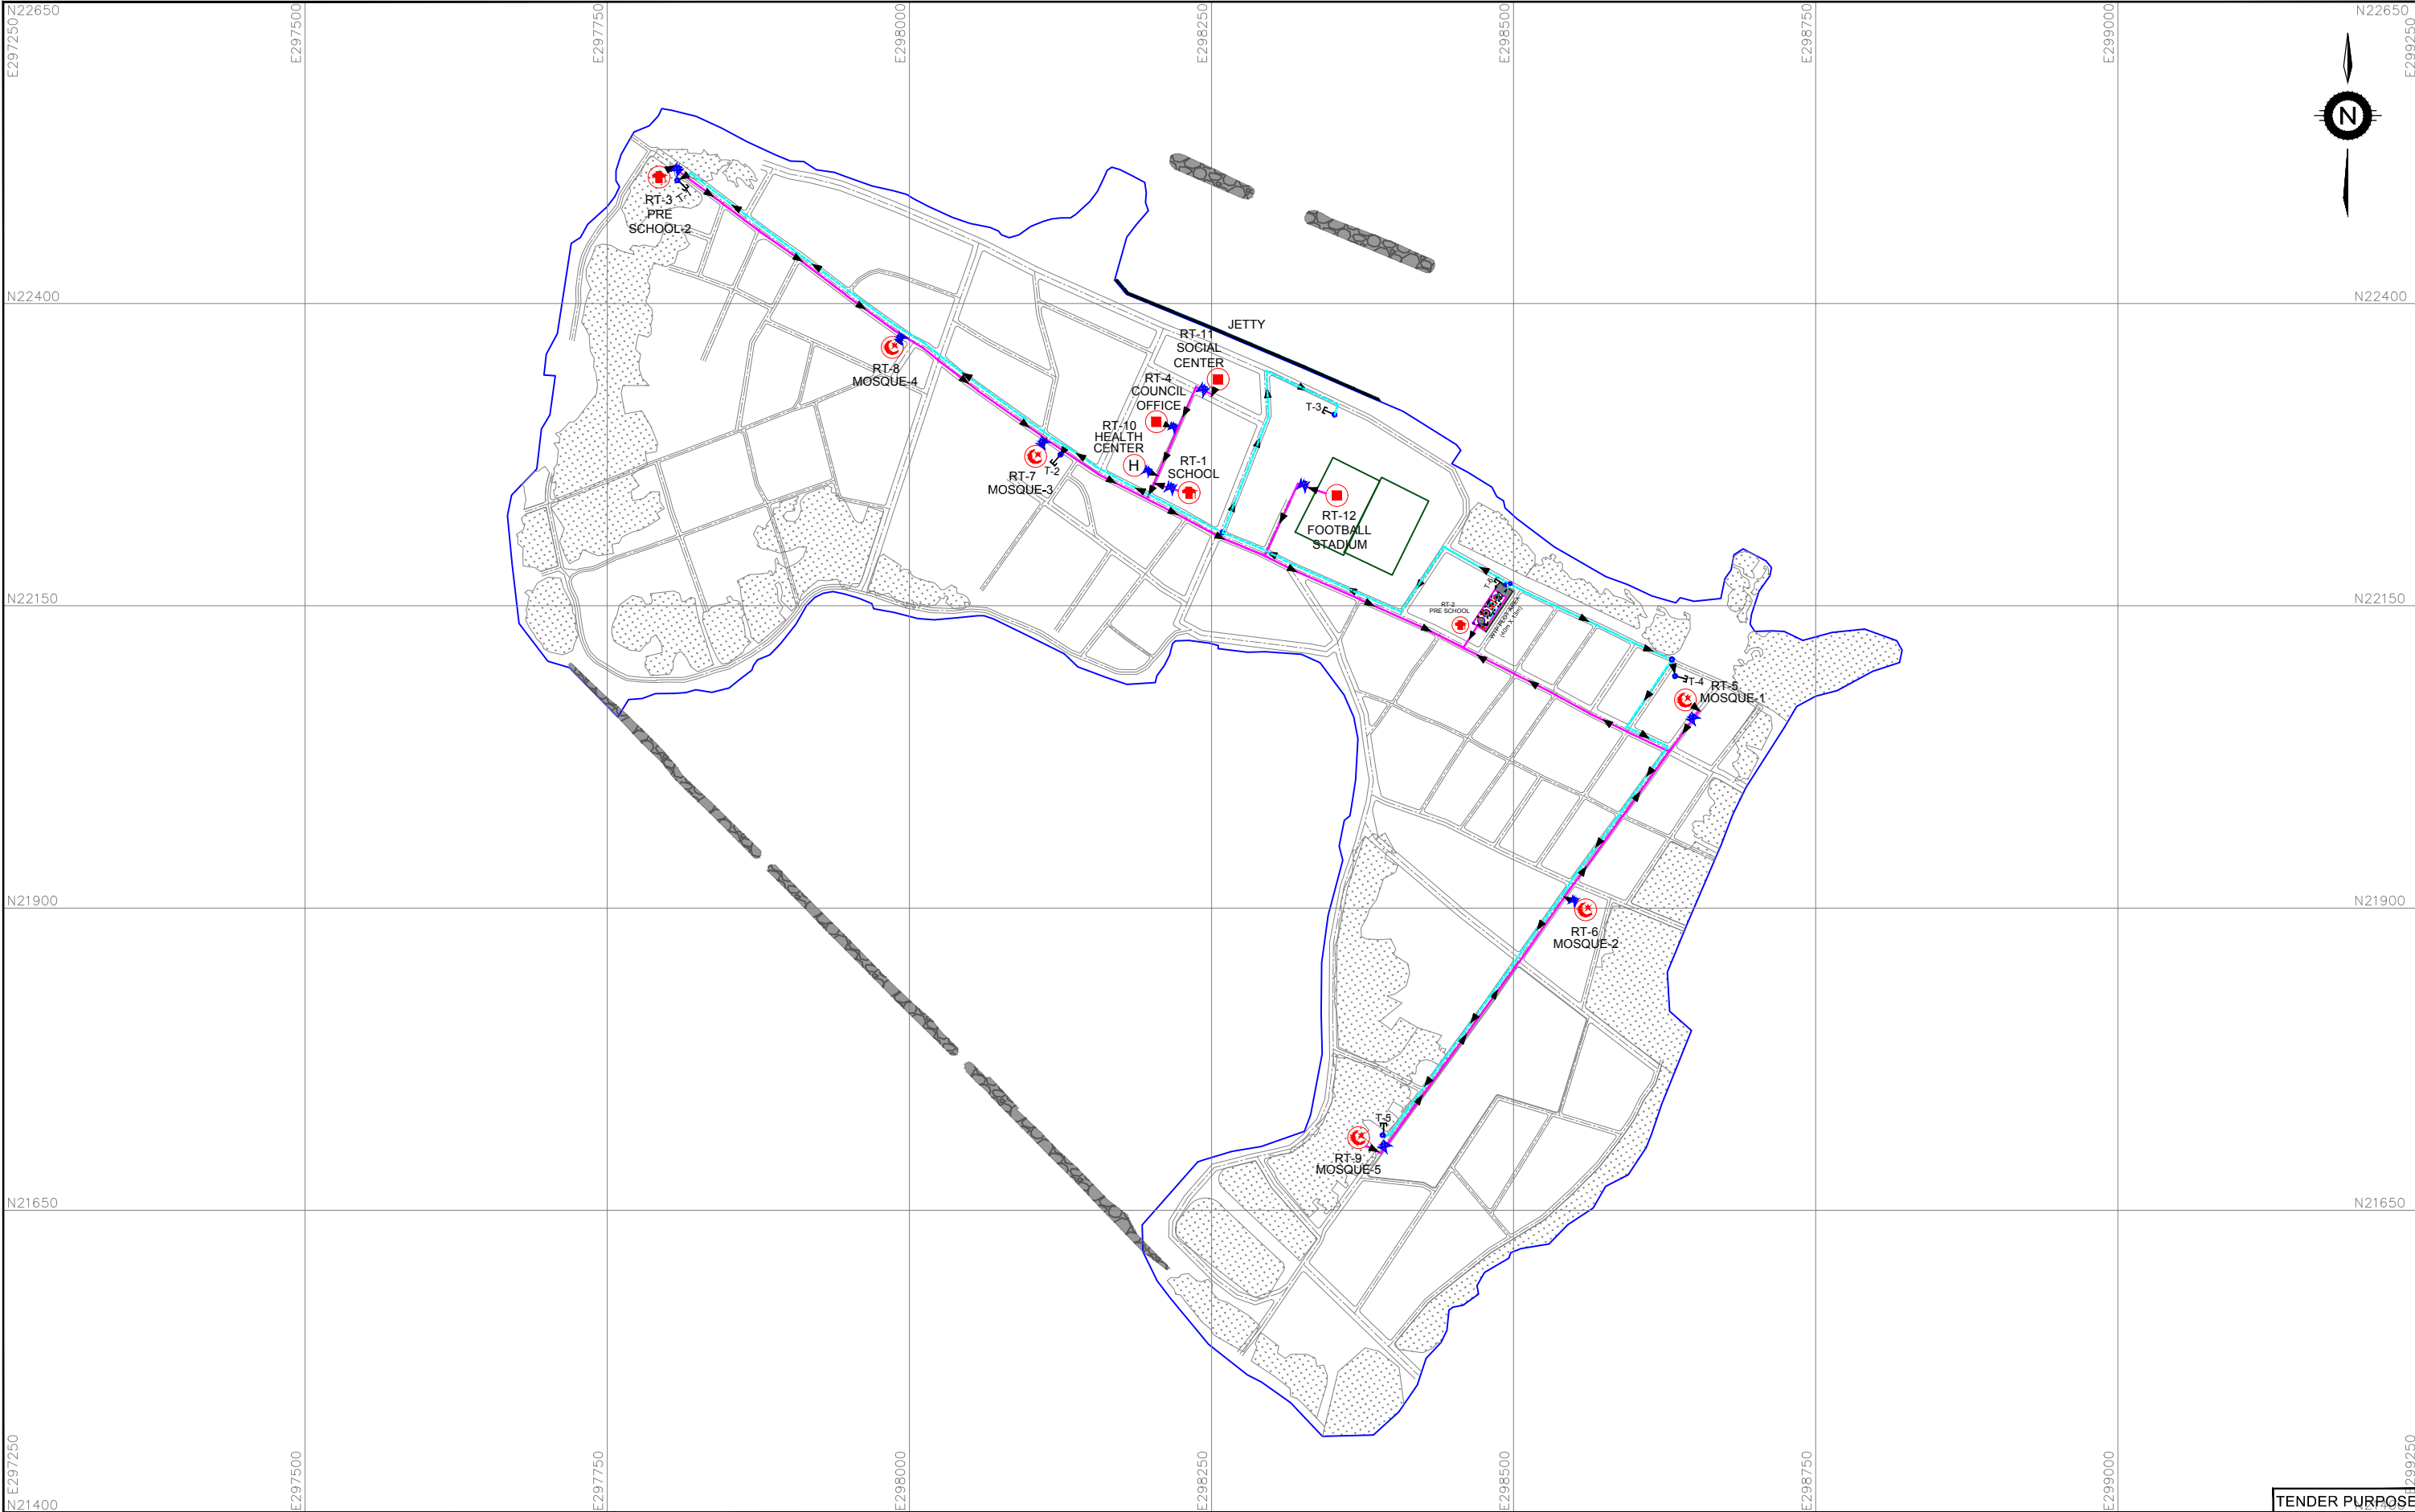 N22650
E297250
E297500
E297750
E298000
E298250
E298500
E298750
E299000
N22650
E299250
N
RT-3
PRE
SCHOOL-2
T-1
N22400
N22400
JETTY
RT-11
SOCIAL
CENTER
RT-8
MOSQUE-4
RT-4
COUNCIL
OFFICE
T-3
RT-10
HEALTH
CENTER
H
RT-1
SCHOOL
T-2
RT-7
MOSQUE-3
RT-12
FOOTBALL
STADIUM
T-6
RT-2
PRE SCHOOL
(40m X 13m)
N22150
N22150
T-4
RT-5
MOSQUE-1
N21900
N21900
RT-6
MOSQUE-2
T-5
RT-9
MOSQUE-5
N21650
N21650
E297250
E297500
E297750
E298000
E298250
E298500
E298750
E299000
E299250
N21400
TENDER PURPOSE